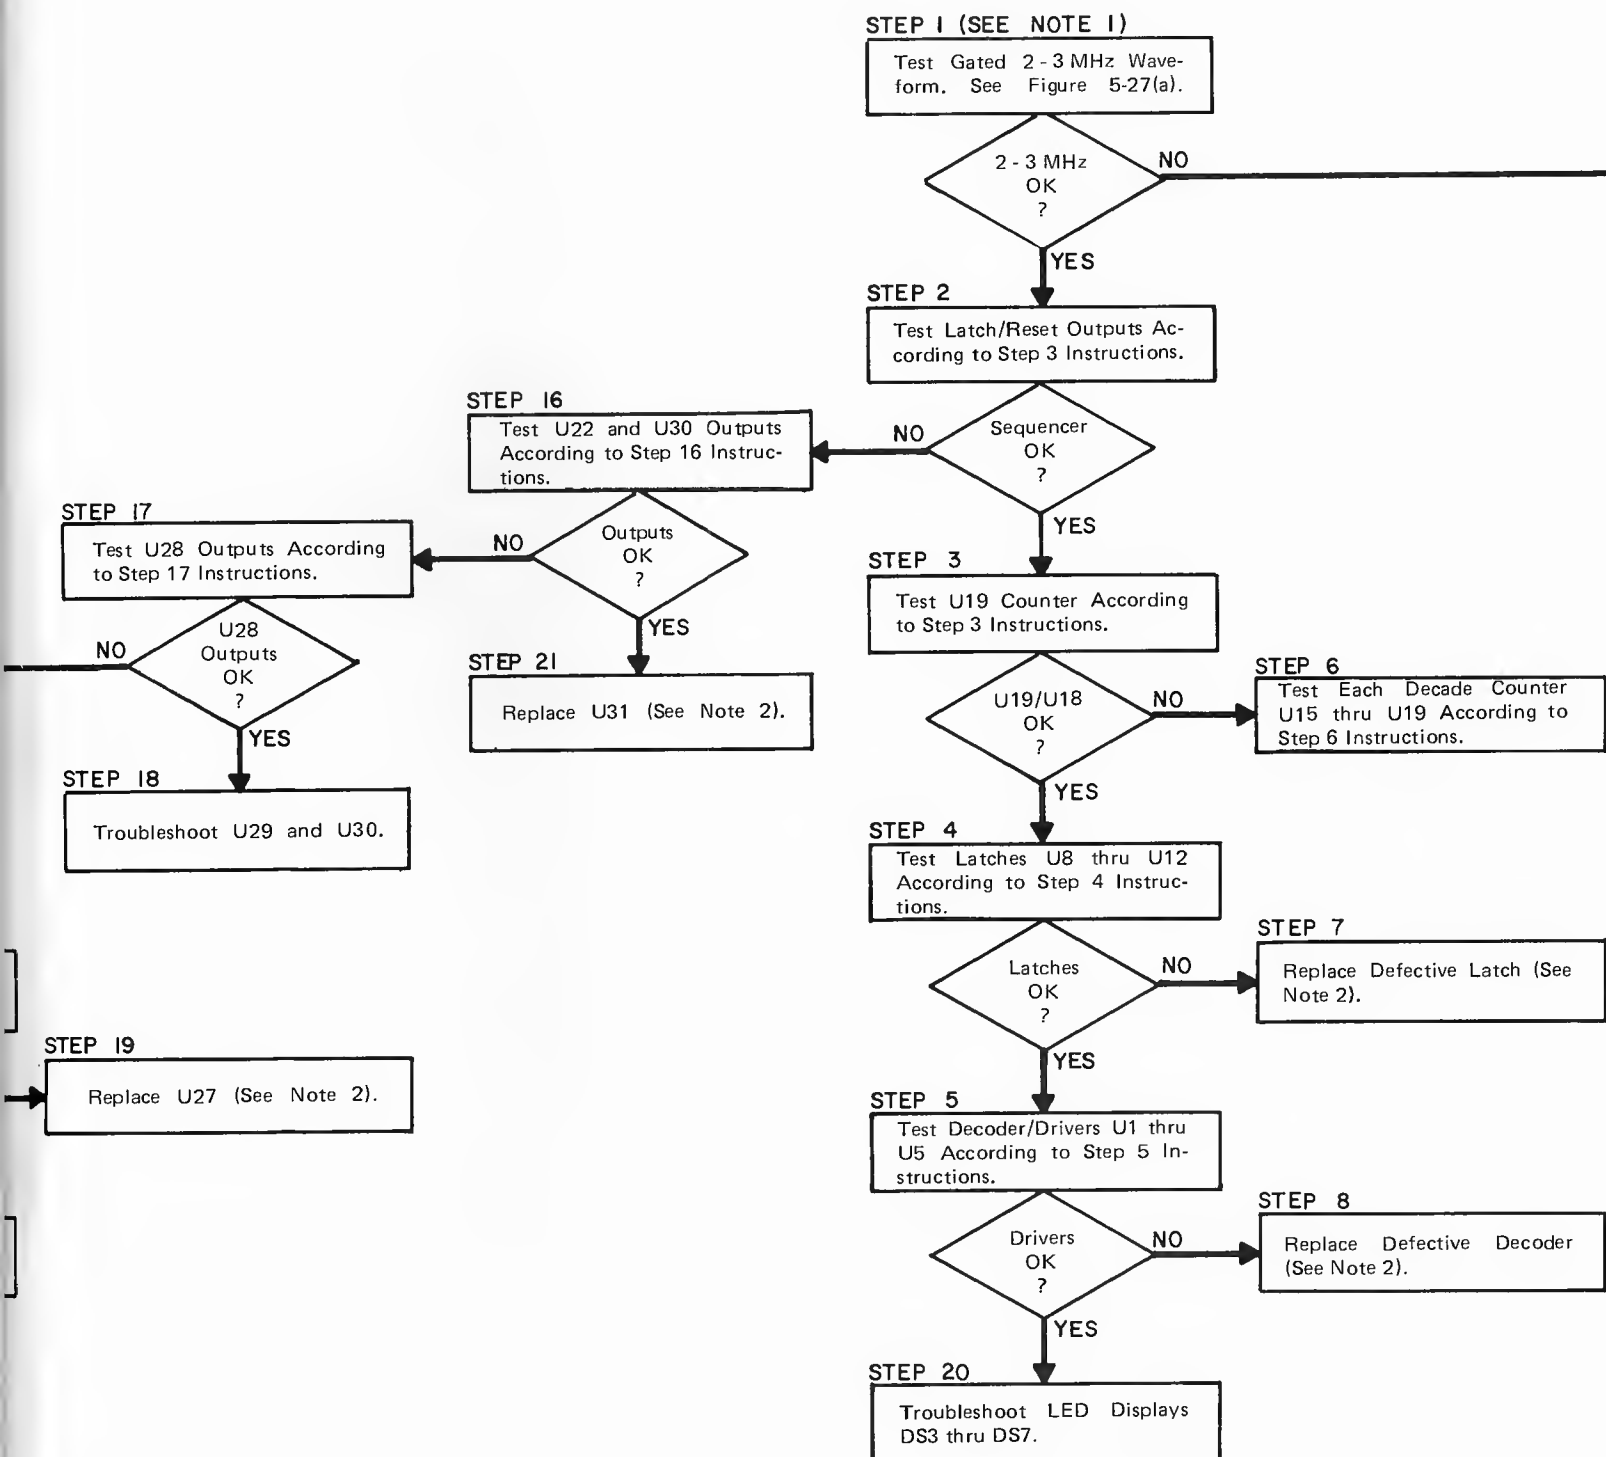 STEP 1 (SEE NOTE 1)
Test Gated 2 - 3 MHz Wave-
form. See Figure 5-27(a).
2 - 3 MHz
OK
?
NO
YES
STEP 2
Test Latch/Reset Outputs Ac-
cording to Step 3 Instructions.
Sequencer
OK
?
NO
YES
STEP 16
Test U22 and U30 Outputs
According to Step 16 Instruc-
tions.
Outputs
OK
?
NO
YES
STEP 17
Test U28 Outputs According
to Step 17 Instructions.
U28
Outputs
OK
?
NO
YES
STEP 18
Troubleshoot U29 and U30.
STEP 21
Replace U31 (See Note 2).
STEP 3
Test U19 Counter According
to Step 3 Instructions.
U19/U18
OK
?
NO
YES
STEP 6
Test Each Decade Counter
U15 thru U19 According to
Step 6 Instructions.
STEP 4
Test Latches U8 thru U12
According to Step 4 Instruc-
tions.
Latches
OK
?
NO
YES
STEP 7
Replace Defective Latch (See
Note 2).
STEP 19
Replace U27 (See Note 2).
STEP 5
Test Decoder/Drivers U1 thru
U5 According to Step 5 In-
structions.
Drivers
OK
?
NO
YES
STEP 8
Replace Defective Decoder
(See Note 2).
STEP 20
Troubleshoot LED Displays
DS3 thru DS7.